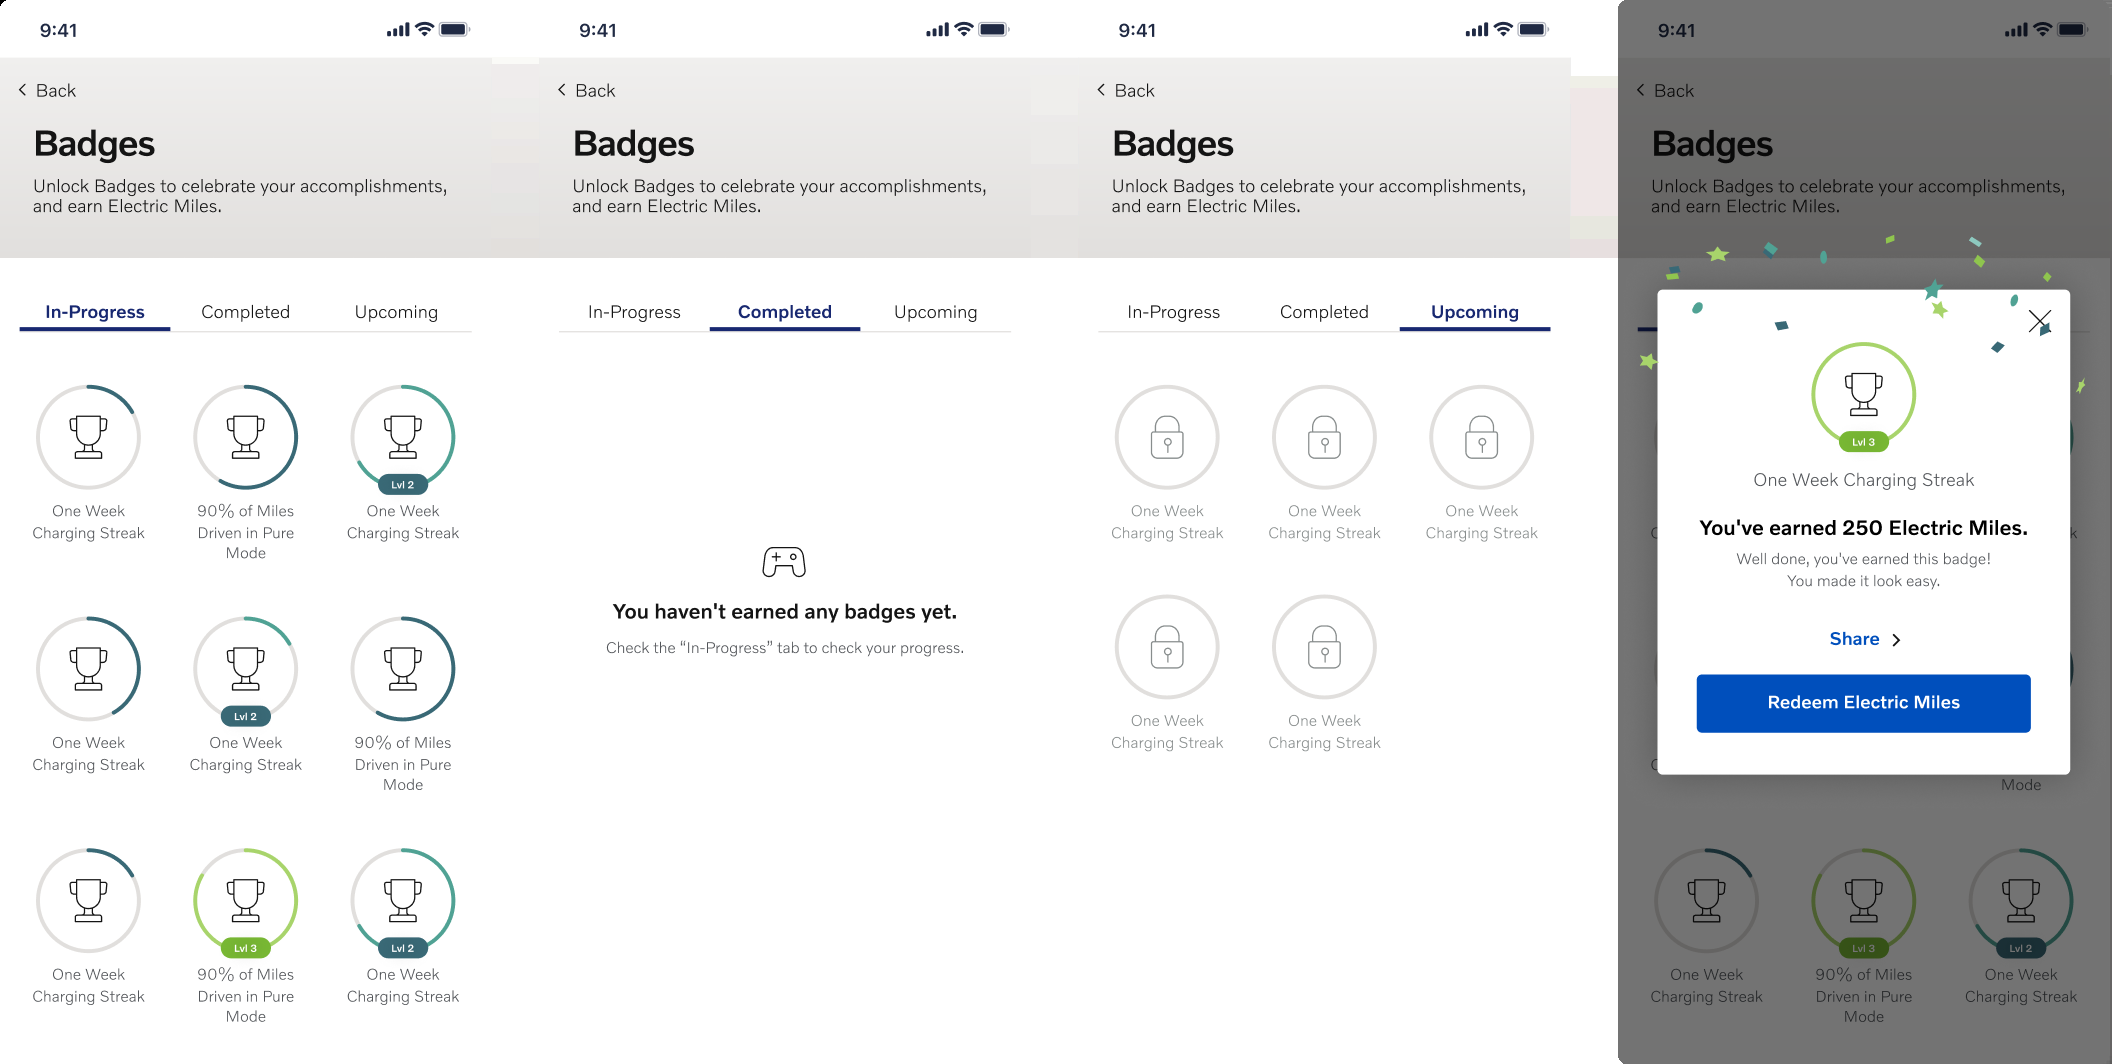 9:41
Back
Badges
Unlock Badges to celebrate your accomplishments,
and earn Electric Miles.
In-Progress
Completed
Upcoming
One Week
Charging Streak
90% of Miles
Driven in Pure
Mode
Lvl 2
One Week
Charging Streak
One Week
Charging Streak
Lvl 2
One Week
Charging Streak
90% of Miles
Driven in Pure
Mode
One Week
Charging Streak
Lvl 3
90% of Miles
Driven in Pure
Mode
Lvl 2
One Week
Charging Streak
9:41
Back
Badges
Unlock Badges to celebrate your accomplishments,
and earn Electric Miles.
In-Progress
Completed
Upcoming
You haven't earned any badges yet.
Check the “In-Progress” tab to check your progress.
9:41
Back
Badges
Unlock Badges to celebrate your accomplishments,
and earn Electric Miles.
In-Progress
Completed
Upcoming
One Week
Charging Streak
One Week
Charging Streak
One Week
Charging Streak
One Week
Charging Streak
One Week
Charging Streak
9:41
Back
Badges
Unlock Badges to celebrate your accomplishments,
and earn Electric Miles.
Lvl 3
One Week Charging Streak
You've earned 250 Electric Miles.
Well done, you've earned this badge!
You made it look easy.
Share
Redeem Electric Miles
Mode
One Week
Charging Streak
Lvl 3
90% of Miles
Driven in Pure
Mode
Lvl 2
One Week
Charging Streak